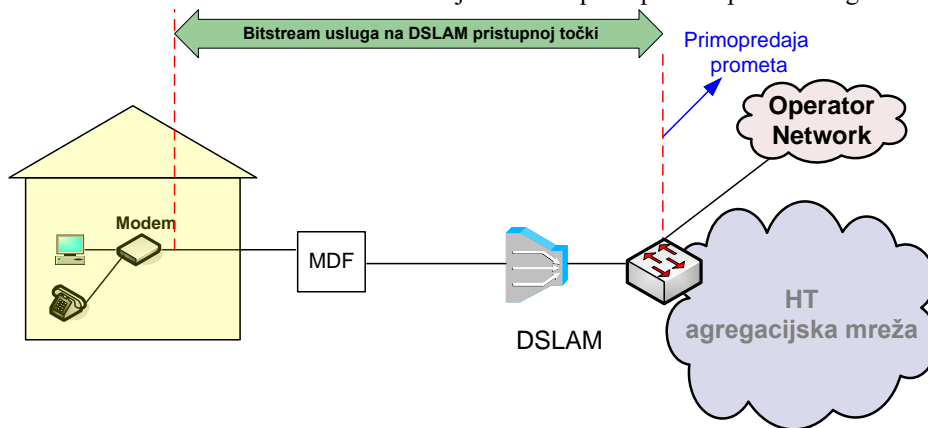 Bitstream usluga na DSLAM pristupnoj točki
Primopredaja
prometa
Operator
Network
Modem
MDF
DSLAM
HT
agregacijska mreža